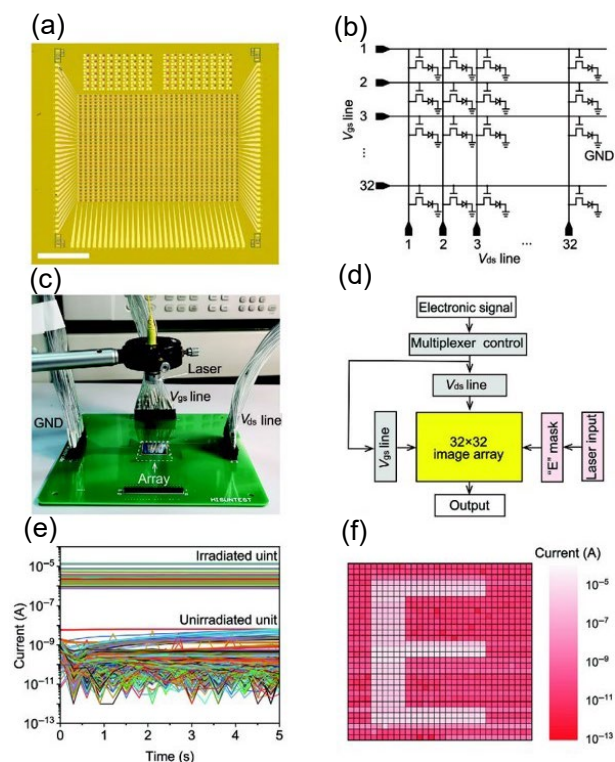 (a)
(b)
1
2
3
...
32
Vgs line
GND
1 2 3 ... 32
Vds line
(c)
Laser
Vgs line
GND
Vds line
Array
HISUNTEST
(d)
Electronic signal
Multiplexer control
Vds line
Vgs line
32×32
image array
"E" mask
Laser input
Output
(e)
Current (A)
10⁻⁵
10⁻⁷
10⁻⁹
10⁻¹¹
10⁻¹³
Irradiated uint
Unirradiated unit
0 1 2 3 4 5
Time (s)
(f)
Current (A)
10⁻⁵
10⁻⁷
10⁻⁹
10⁻¹¹
10⁻¹³
E